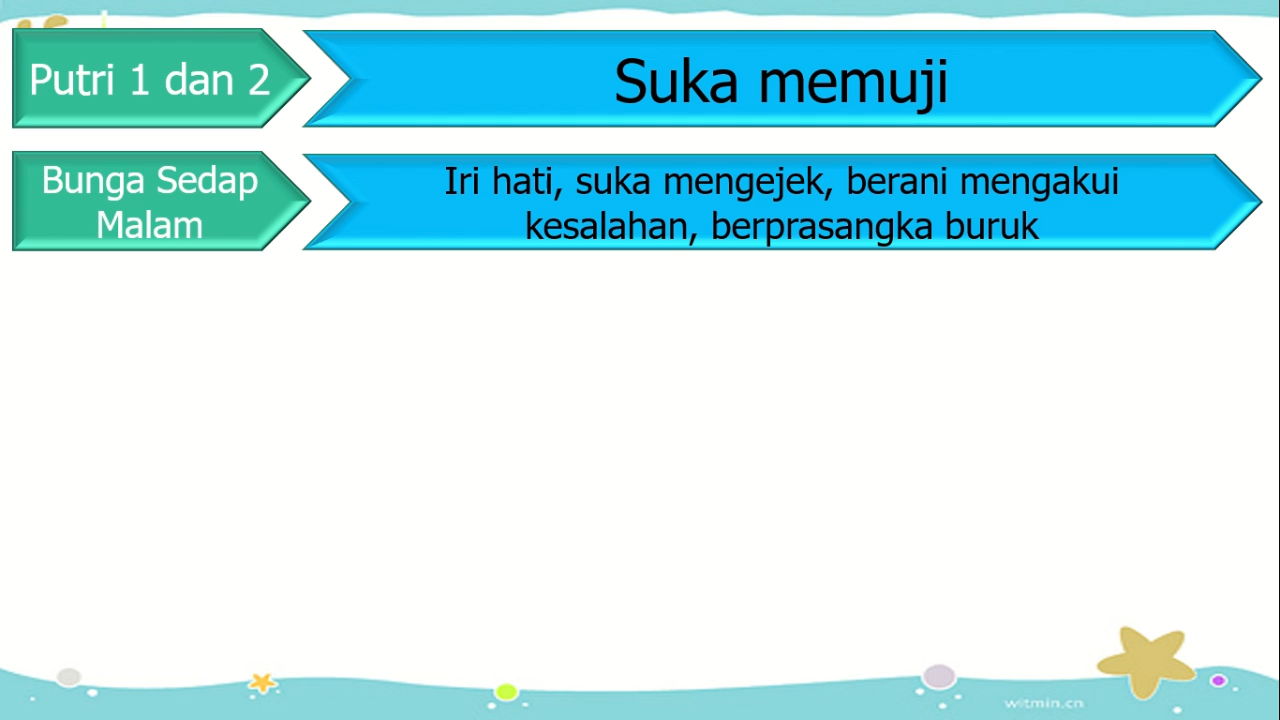 Putri 1 dan 2
Suka memuji
Bunga Sedap
Malam
Iri hati, suka mengejek, berani mengakui
kesalahan, berprasangka buruk
witmin.cn